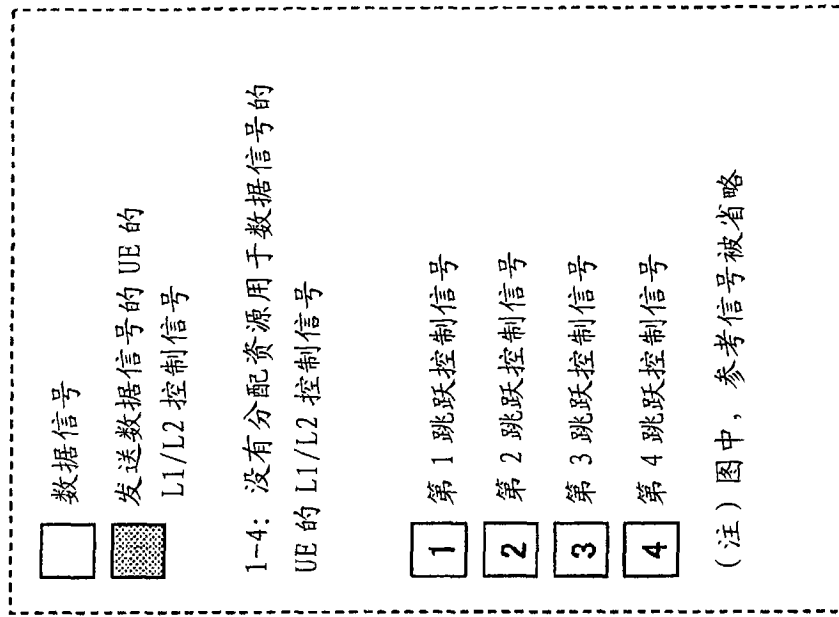 数据信号
发送数据信号的 UE 的
L1/L2 控制信号
1-4: 没有分配资源用于数据信号的
UE 的 L1/L2 控制信号
1 第 1 跳跃控制信号
2 第 2 跳跃控制信号
3 第 3 跳跃控制信号
4 第 4 跳跃控制信号
(注) 图中，参考信号被省略